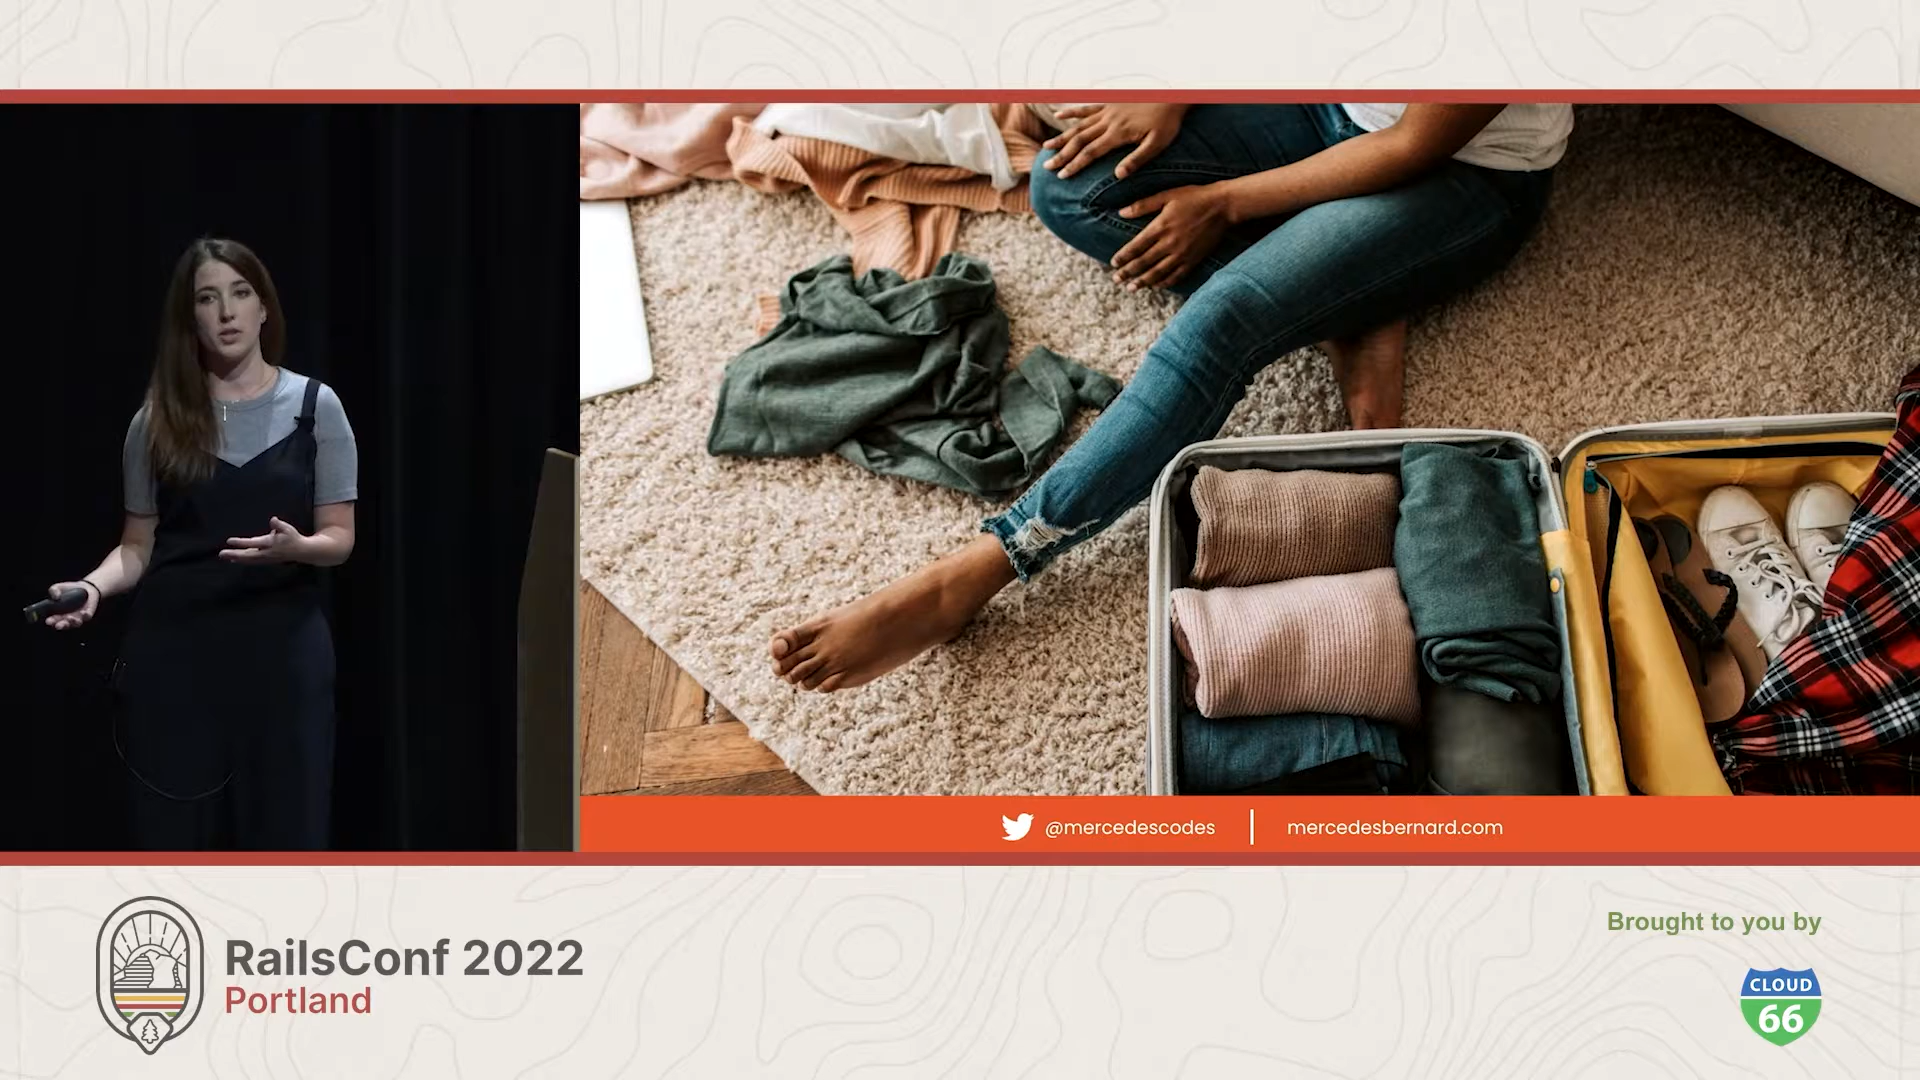 @mercedescodes
mercedesbernard.com
RailsConf 2022
Portland
Brought to you by
CLOUD
66